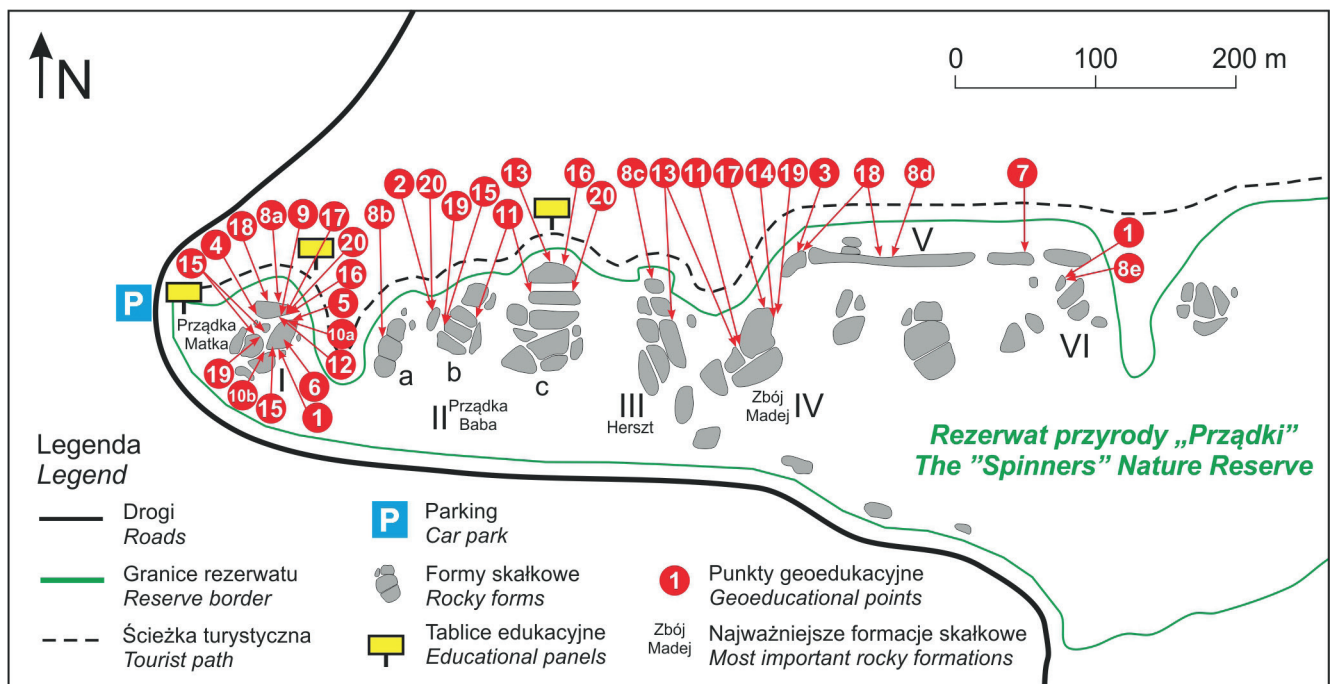 N
0 100 200 m
13 16 8c 13 11 17 14 19 3 18 8d 7
2 20 19 15 11 20
4 18 8a 9 17 8b
15 20
16
5
V
1
8e
P
Prządka
Matka
10a
12
19
10b
15
I
6
1
a
b
c
VI
II
Prządka
Baba
III
Herszt
Zbój
Madej
IV
Rezerwat przyrody „Prządki”
The ”Spinners” Nature Reserve
Legenda
Legend
Drogi
Roads
P
Parking
Car park
Granice rezerwatu
Reserve border
Formy skałkowe
Rocky forms
1
Punkty geoedukacyjne
Geoeducational points
Ścieżka turystyczna
Tourist path
Tablice edukacyjne
Educational panels
Zbój
Madej
Najważniejsze formacje skałkowe
Most important rocky formations